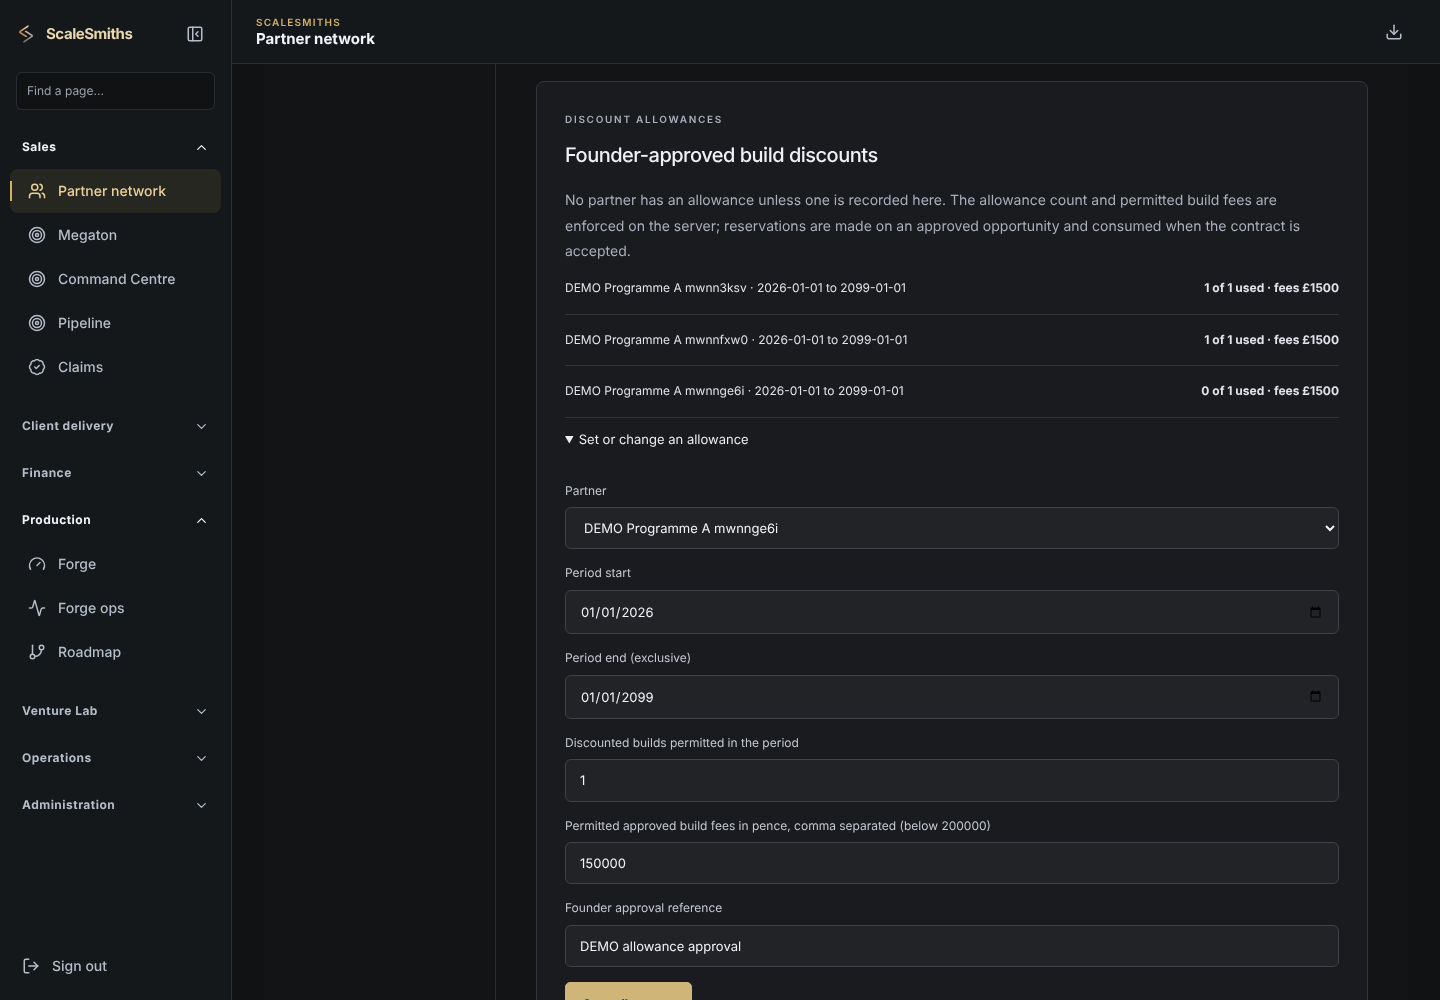 ScaleSmiths
Find a page...
Sales
Partner network
Megaton
Command Centre
Pipeline
Claims
Client delivery
Finance
Production
Forge
Forge ops
Roadmap
Venture Lab
Operations
Administration
Sign out
SCALESMITHS
Partner network
DISCOUNT ALLOWANCES
Founder-approved build discounts
No partner has an allowance unless one is recorded here. The allowance count and permitted build fees are
enforced on the server; reservations are made on an approved opportunity and consumed when the contract is
accepted.
DEMO Programme A mwnn3ksv · 2026-01-01 to 2099-01-01 1 of 1 used · fees £1500
DEMO Programme A mwnnfxw0 · 2026-01-01 to 2099-01-01 1 of 1 used · fees £1500
DEMO Programme A mwnnge6i · 2026-01-01 to 2099-01-01 0 of 1 used · fees £1500
▼ Set or change an allowance
Partner
DEMO Programme A mwnnge6i
Period start
01/01/2026
Period end (exclusive)
01/01/2099
Discounted builds permitted in the period
1
Permitted approved build fees in pence, comma separated (below 200000)
150000
Founder approval reference
DEMO allowance approval